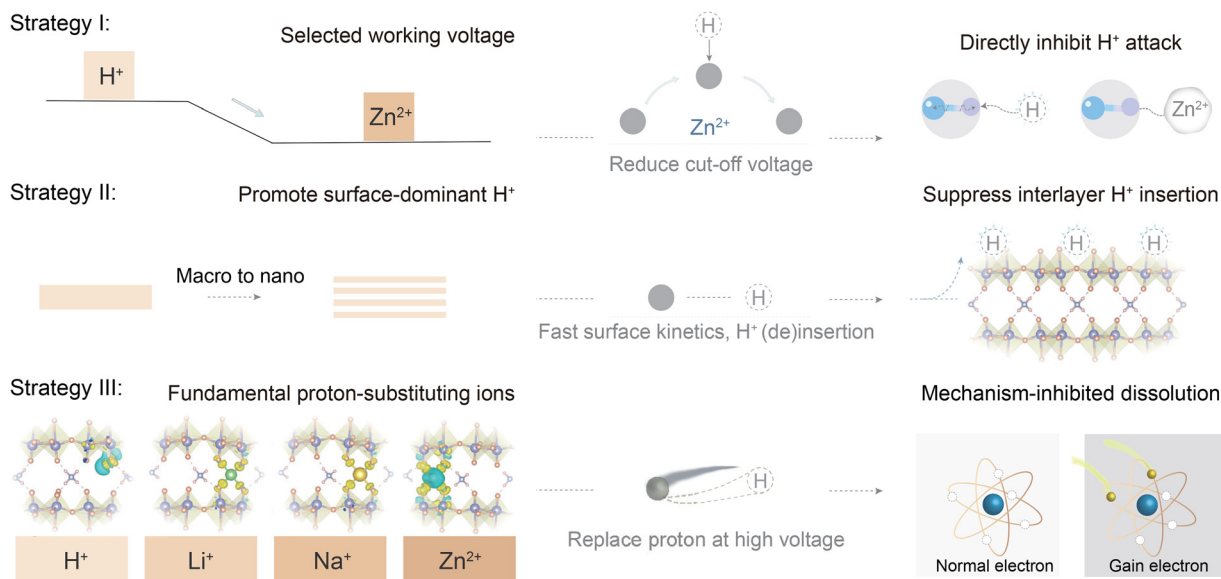 Strategy I:
Selected working voltage
H⁺
Zn²⁺
H
Zn²⁺
Reduce cut-off voltage
Directly inhibit H⁺ attack
H
Zn²⁺
Strategy II:
Promote surface-dominant H⁺
Macro to nano
H
Fast surface kinetics, H⁺ (de)insertion
Suppress interlayer H⁺ insertion
H H H
Strategy III:
Fundamental proton-substituting ions
H⁺ Li⁺ Na⁺ Zn²⁺
H
Replace proton at high voltage
Mechanism-inhibited dissolution
Normal electron
Gain electron